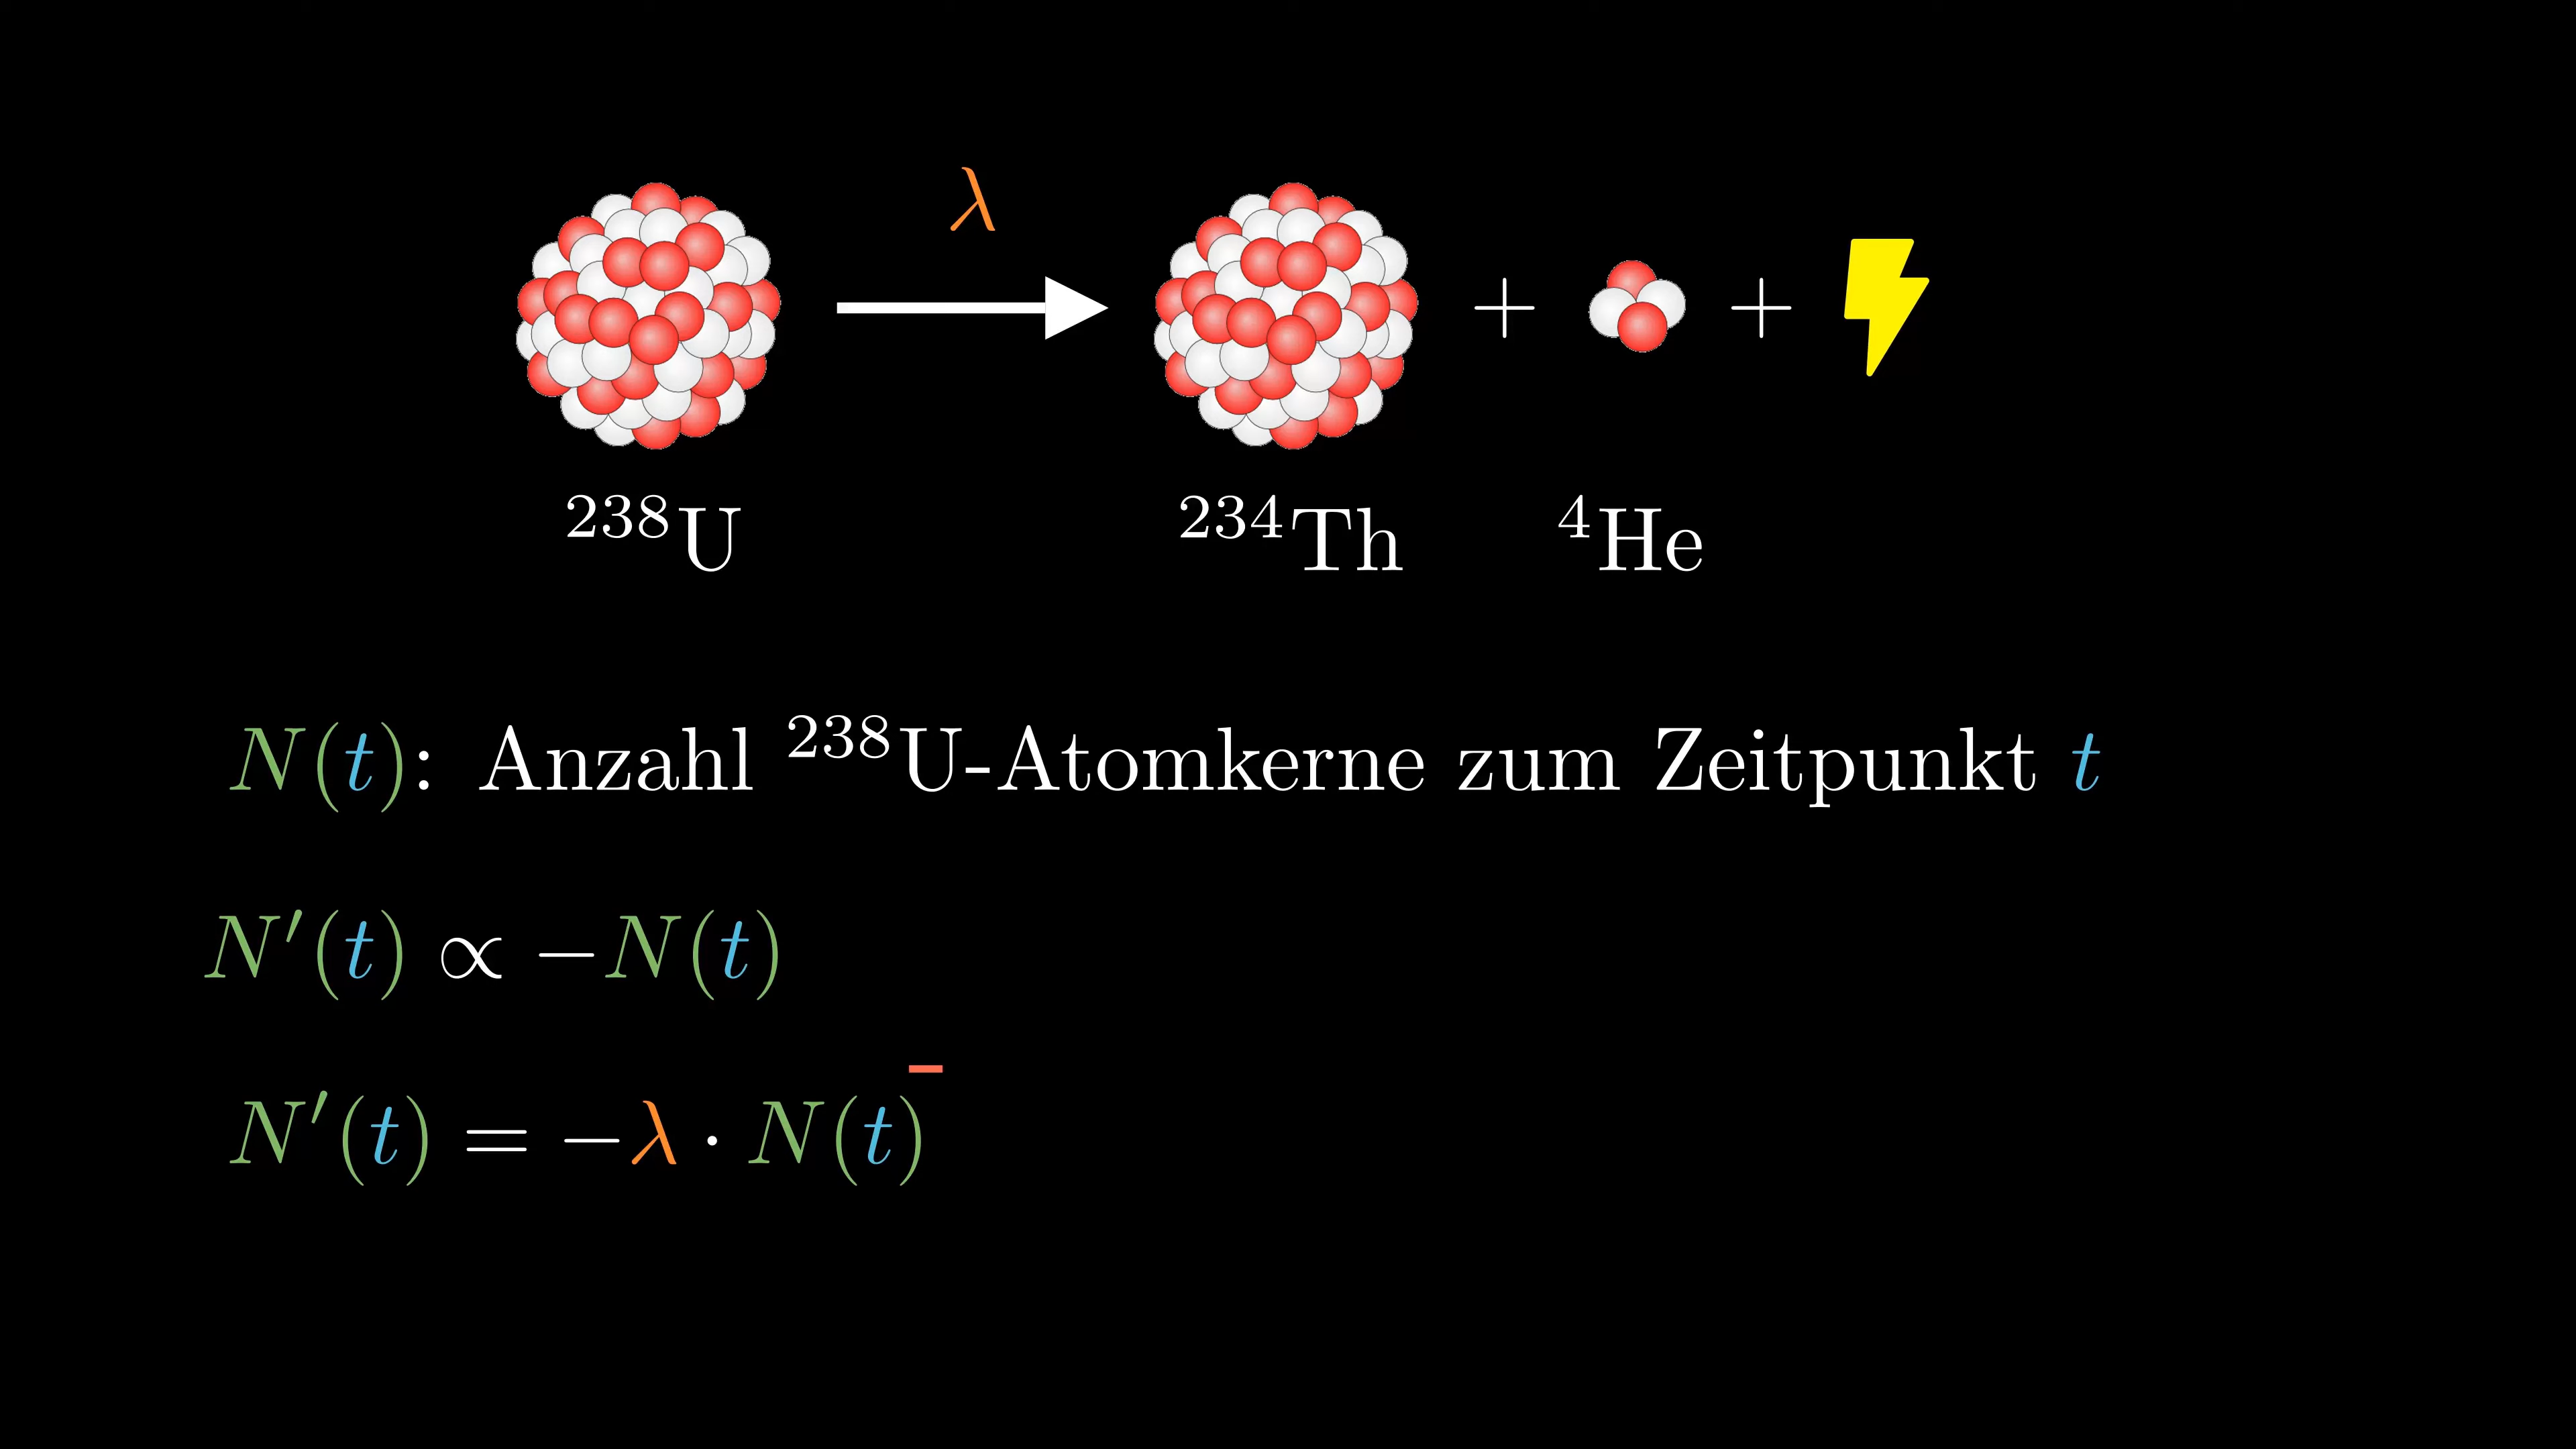 λ
+ +
²³⁸U ²³⁴Th ⁴He
N(t): Anzahl ²³⁸U-Atomkerne zum Zeitpunkt t
N′(t) ∝ −N(t)
N′(t) = −λ · N(t)